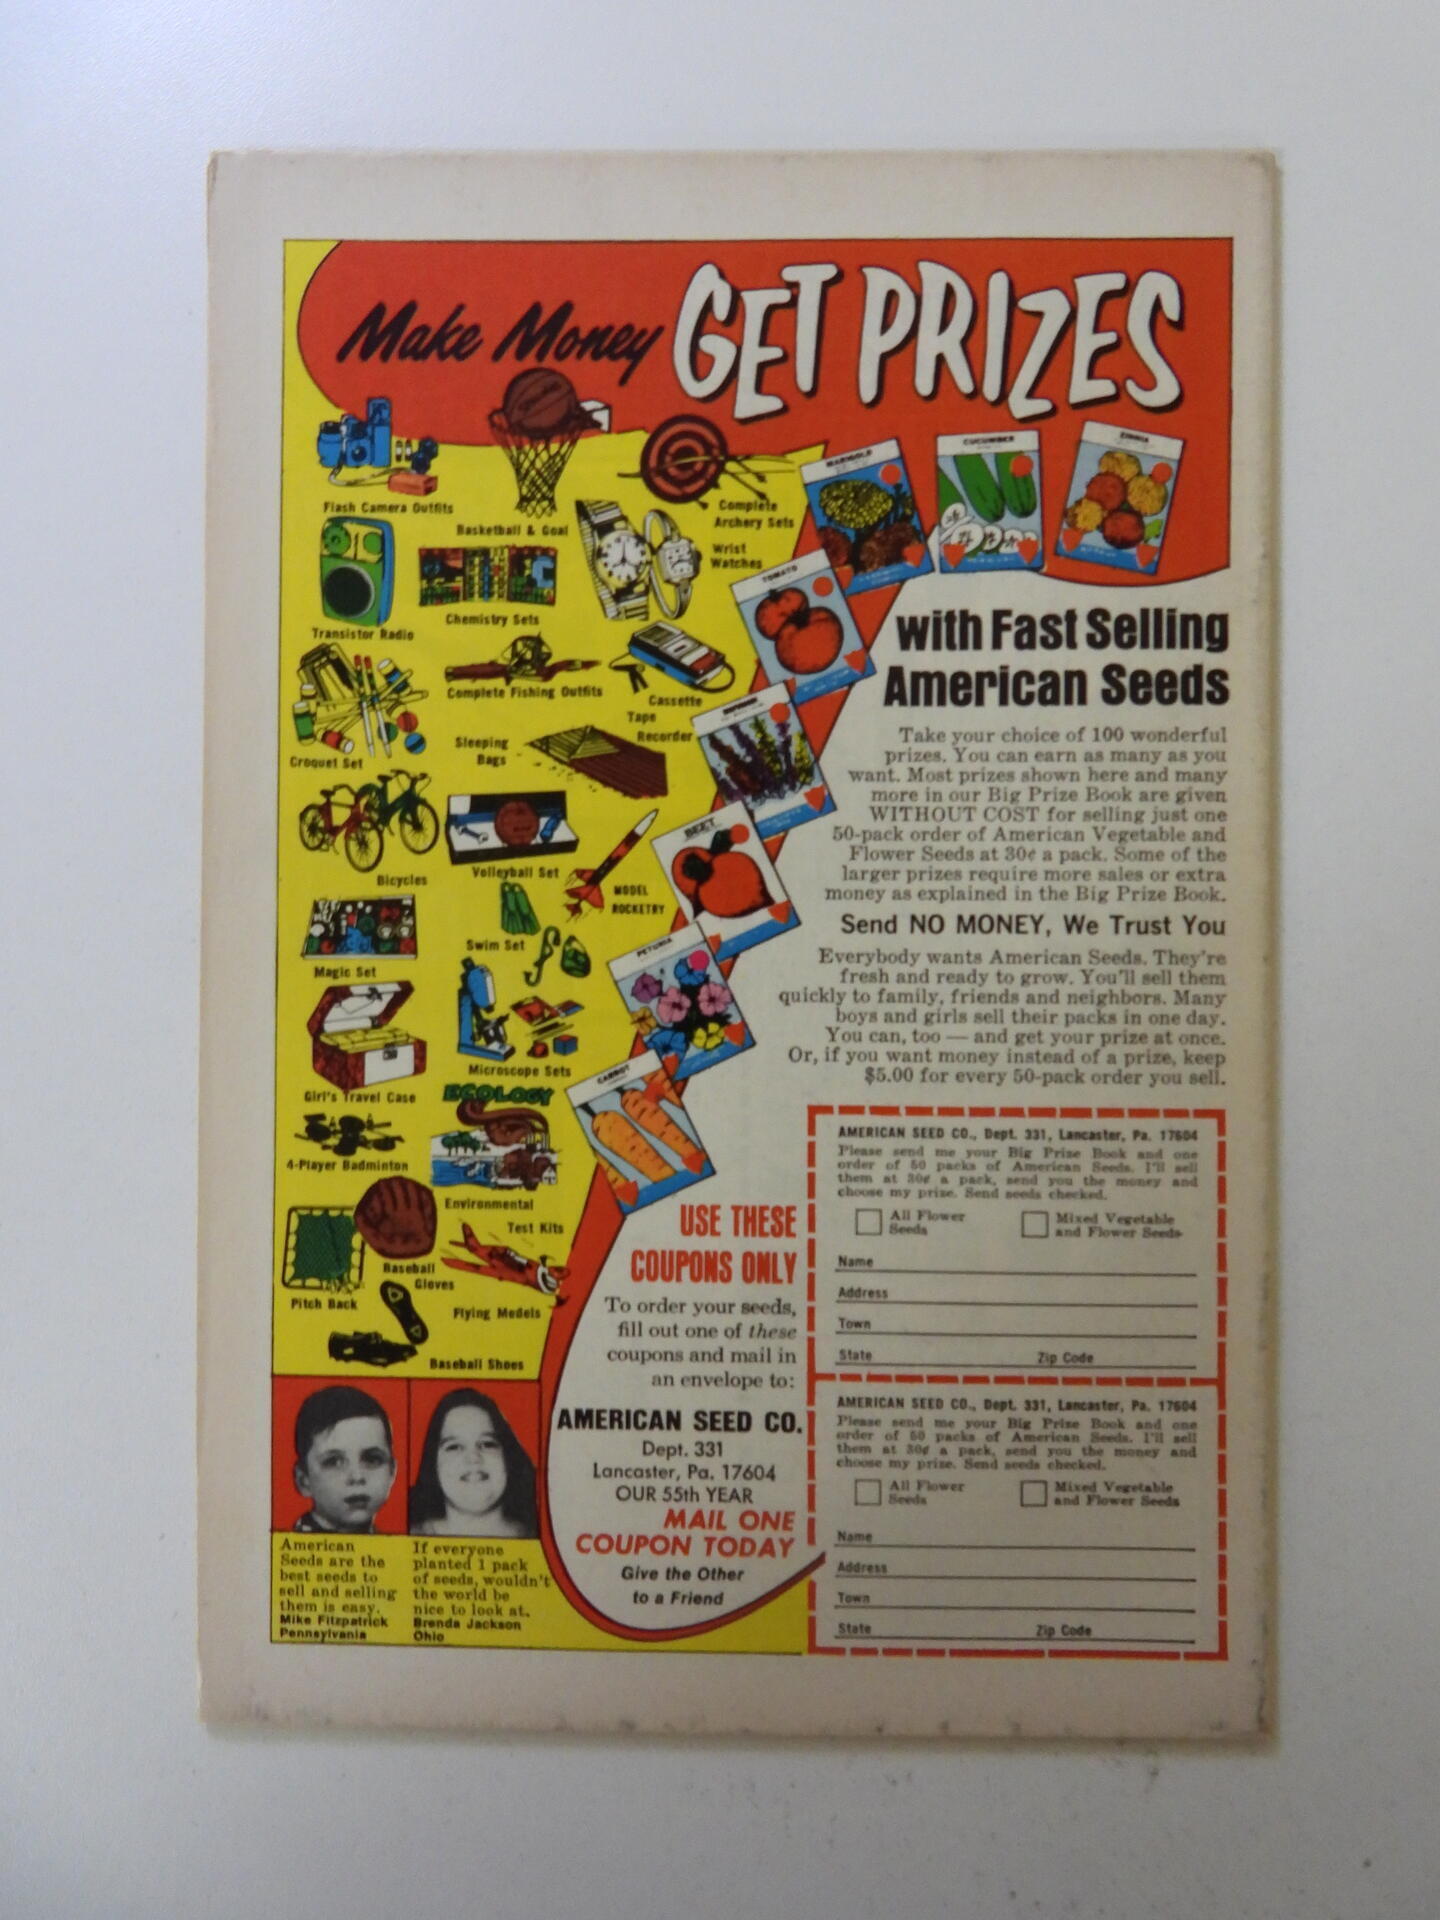 Make Money GET PRIZES
Flash Camera Outfits
Basketball & Goal
Complete
Archery Sets
Wrist
Watches
Transistor Radio
Chemistry Sets
Complete Fishing Outfits
Cassette
Tape
Recorder
Croquet Set
Sleeping
Bags
Bicycles
Volleyball Set
MODEL
ROCKETRY
Magic Set
Swim Set
Girl's Travel Case
Microscope Sets
ECOLOGY
4-Player Badminton
Environmental
Test Kits
Pitch Back
Baseball
Gloves
Flying Models
Baseball Shoes
MARIGOLD
CUCUMBER
ZINNIA
TOMATO
BEET
PETUNIA
CARROT
with Fast Selling
American Seeds
Take your choice of 100 wonderful
prizes. You can earn as many as you
want. Most prizes shown here and many
more in our Big Prize Book are given
WITHOUT COST for selling just one
50-pack order of American Vegetable and
Flower Seeds at 30¢ a pack. Some of the
larger prizes require more sales or extra
money as explained in the Big Prize Book.
Send NO MONEY, We Trust You
Everybody wants American Seeds. They're
fresh and ready to grow. You'll sell them
quickly to family, friends and neighbors. Many
boys and girls sell their packs in one day.
You can, too — and get your prize at once.
Or, if you want money instead of a prize, keep
$5.00 for every 50-pack order you sell.
USE THESE
COUPONS ONLY
To order your seeds,
fill out one of these
coupons and mail in
an envelope to:
AMERICAN SEED CO.
Dept. 331
Lancaster, Pa. 17604
OUR 55th YEAR
MAIL ONE
COUPON TODAY
Give the Other
to a Friend
AMERICAN SEED CO., Dept. 331, Lancaster, Pa. 17604
Please send me your Big Prize Book and one
order of 50 packs of American Seeds. I'll sell
them at 30¢ a pack, send you the money and
choose my prize. Send seeds checked.
All Flower
Seeds
Mixed Vegetable
and Flower Seeds
Name
Address
Town
State Zip Code
AMERICAN SEED CO., Dept. 331, Lancaster, Pa. 17604
Please send me your Big Prize Book and one
order of 50 packs of American Seeds. I'll sell
them at 30¢ a pack, send you the money and
choose my prize. Send seeds checked.
All Flower
Seeds
Mixed Vegetable
and Flower Seeds
Name
Address
Town
State Zip Code
American
Seeds are the
best seeds to
sell and selling
them is easy.
Mike Fitzpatrick
Pennsylvania
If everyone
planted 1 pack
of seeds, wouldn't
the world be
nice to look at.
Brenda Jackson
Ohio